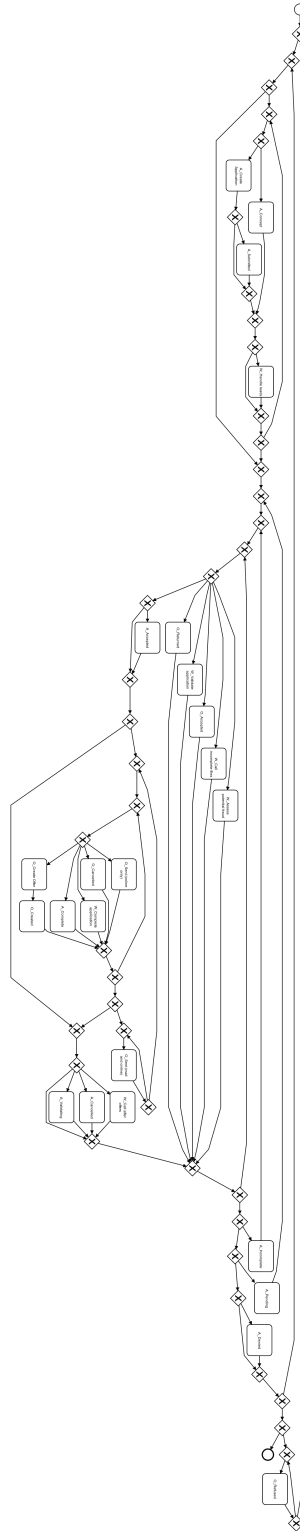 A_Create
Application
A_Concept
A_Submitted
W_Handle leads
A_Accepted
O_Returned
W_Validate
application
O_Accepted
W_Call
incomplete files
W_Assess
potential fraud
O_Create Offer
O_Created
A_Complete
O_Cancelled
W_Complete
application
O_Sent (online
only)
O_Sent (mail
and online)
A_Validating
A_Cancelled
W_Call after
offers
A_Incomplete
A_Pending
A_Denied
O_Refused